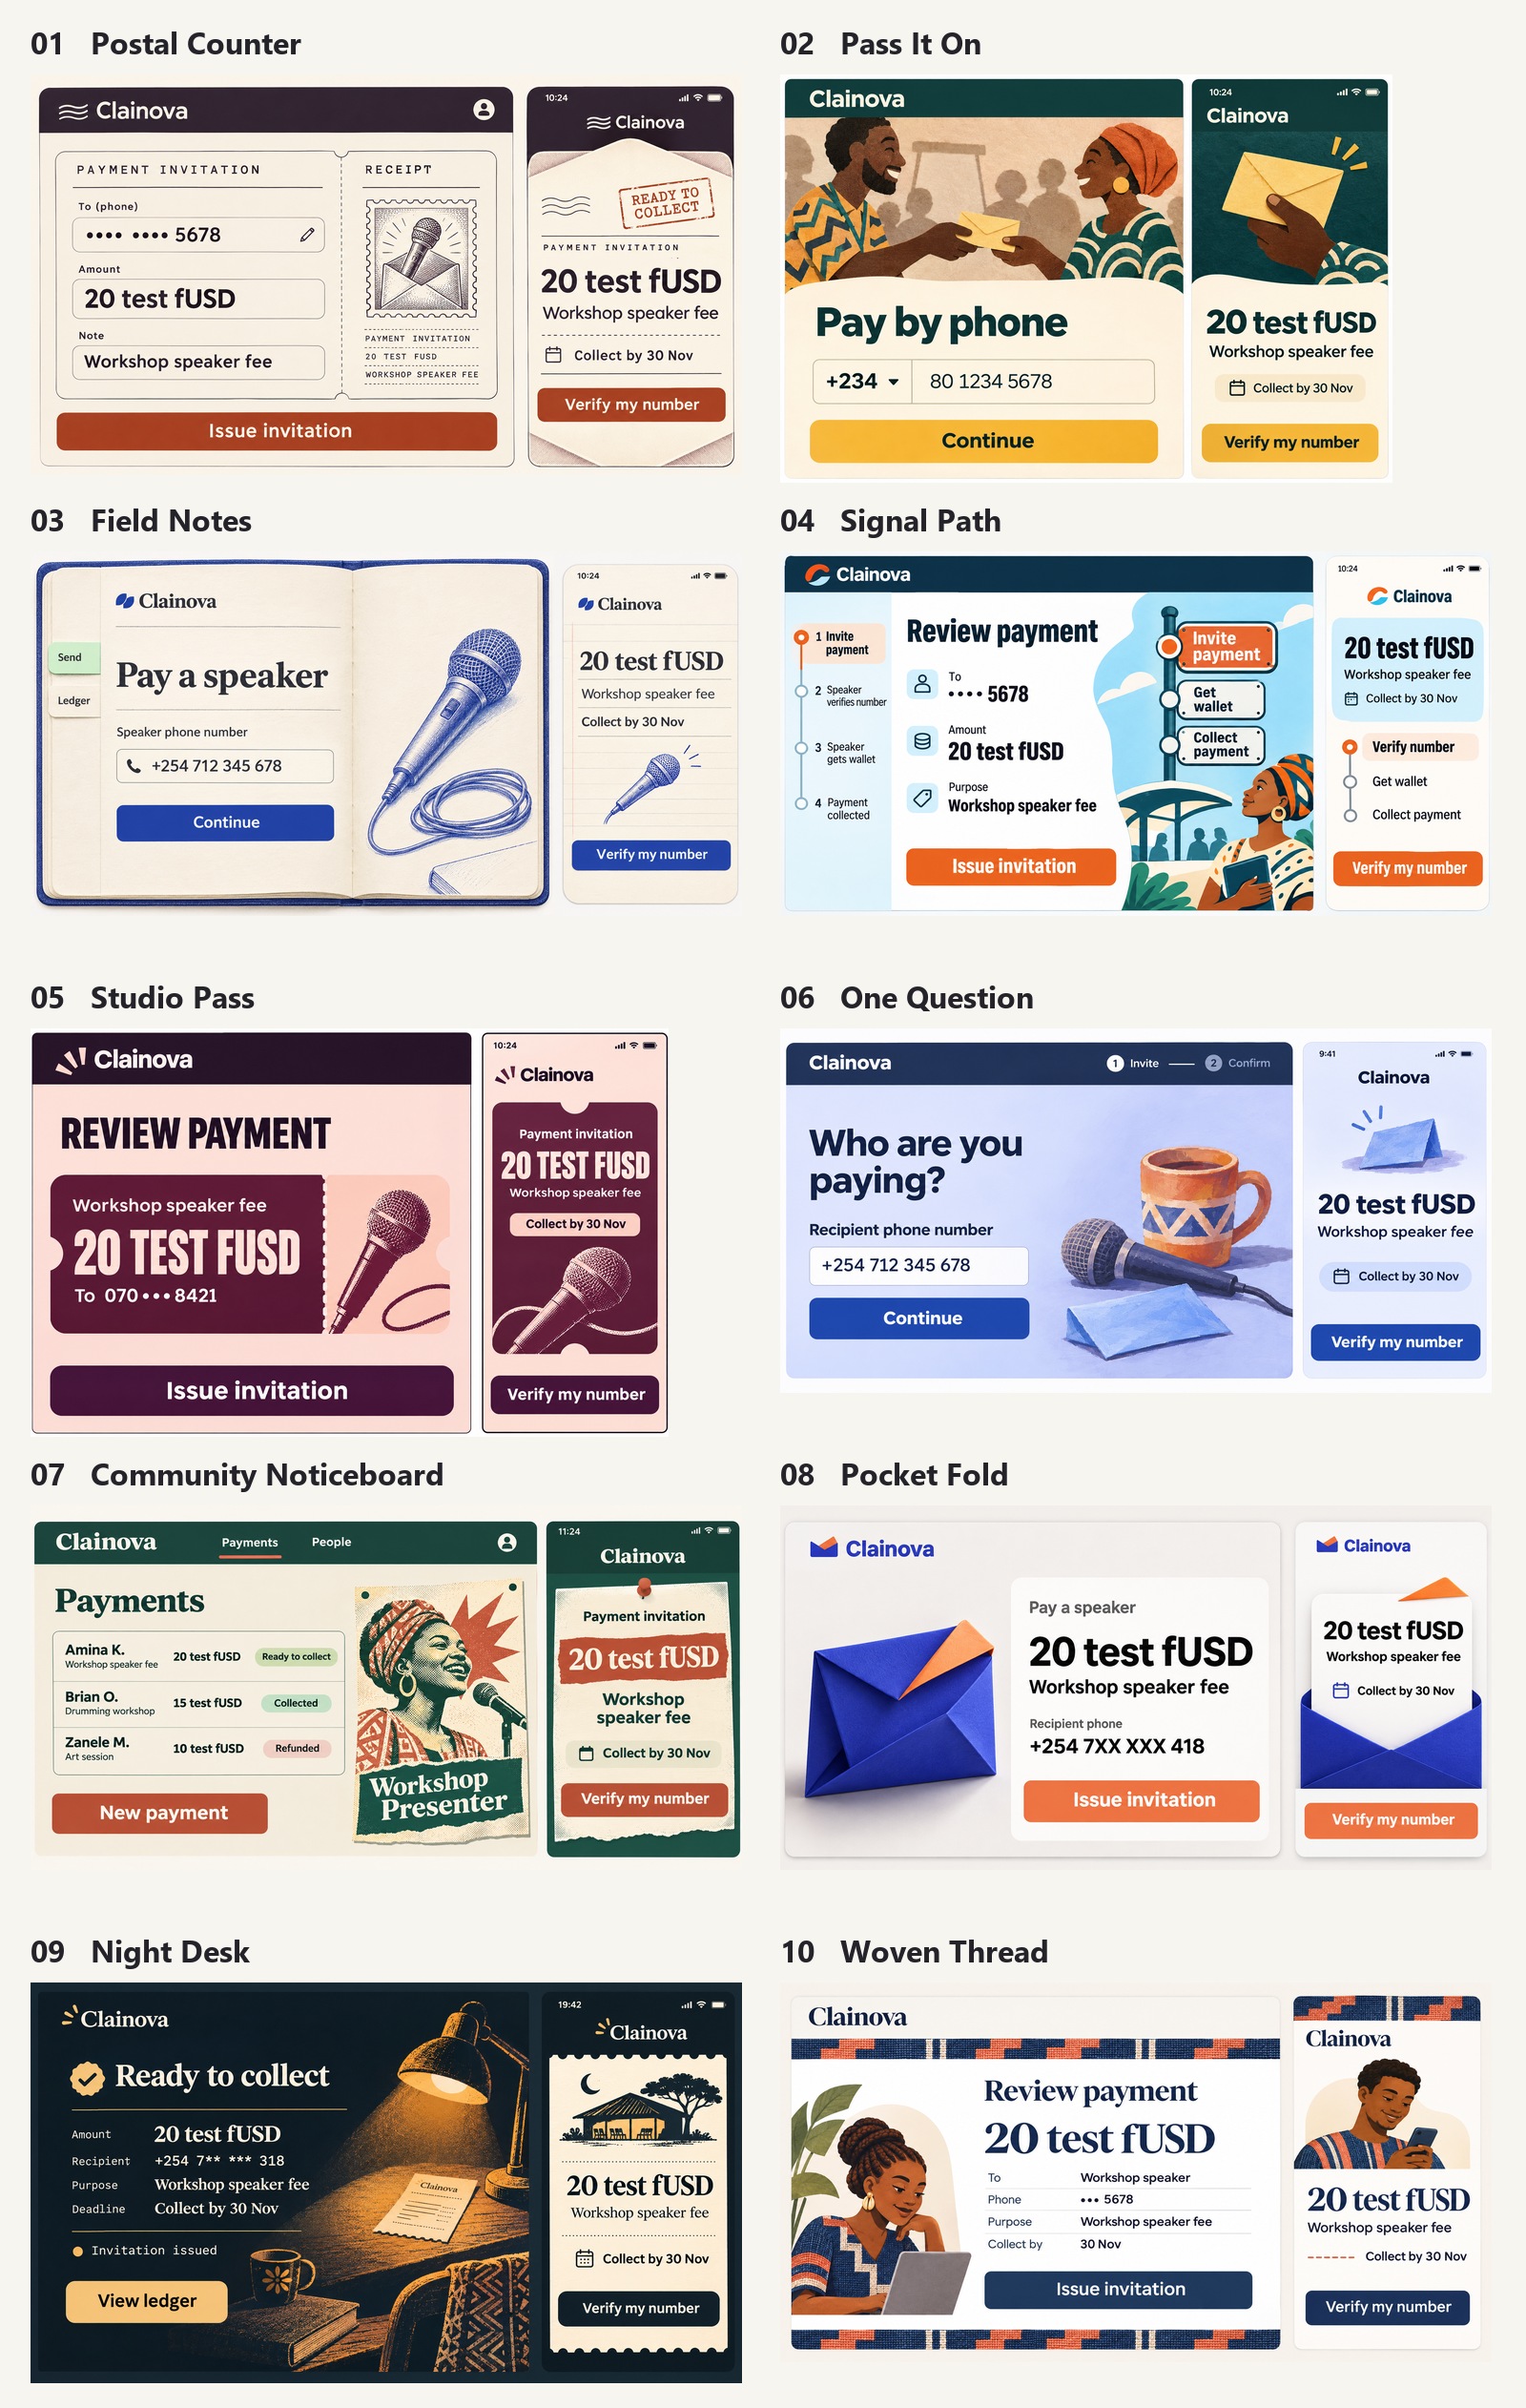 01 Postal Counter
Clainova
PAYMENT INVITATION
To (phone)
•••• •••• 5678
Amount
20 test fUSD
Note
Workshop speaker fee
RECEIPT
PAYMENT INVITATION
20 TEST FUSD
WORKSHOP SPEAKER FEE
Issue invitation
10:24
Clainova
READY TO
COLLECT
PAYMENT INVITATION
20 test fUSD
Workshop speaker fee
Collect by 30 Nov
Verify my number
02 Pass It On
Clainova
Pay by phone
+234
80 1234 5678
Continue
10:24
Clainova
20 test fUSD
Workshop speaker fee
Collect by 30 Nov
Verify my number
03 Field Notes
Send
Ledger
Clainova
Pay a speaker
Speaker phone number
+254 712 345 678
Continue
10:24
Clainova
20 test fUSD
Workshop speaker fee
Collect by 30 Nov
Verify my number
04 Signal Path
Clainova
1 Invite
payment
2 Speaker
verifies number
3 Speaker
gets wallet
4 Payment
collected
Review payment
To
•••• 5678
Amount
20 test fUSD
Purpose
Workshop speaker fee
Issue invitation
Invite
payment
Get
wallet
Collect
payment
10:24
Clainova
20 test fUSD
Workshop speaker fee
Collect by 30 Nov
Verify number
Get wallet
Collect payment
Verify my number
05 Studio Pass
Clainova
REVIEW PAYMENT
Workshop speaker fee
20 TEST FUSD
To 070•••8421
Issue invitation
10:24
Clainova
Payment invitation
20 TEST FUSD
Workshop speaker fee
Collect by 30 Nov
Verify my number
06 One Question
Clainova
1 Invite
2 Confirm
Who are you
paying?
Recipient phone number
+254 712 345 678
Continue
9:41
Clainova
20 test fUSD
Workshop speaker fee
Collect by 30 Nov
Verify my number
07 Community Noticeboard
Clainova
Payments
People
Payments
Amina K.
Workshop speaker fee
20 test fUSD
Ready to collect
Brian O.
Drumming workshop
15 test fUSD
Collected
Zanele M.
Art session
10 test fUSD
Refunded
New payment
Workshop
Presenter
11:24
Clainova
Payment invitation
20 test fUSD
Workshop
speaker fee
Collect by 30 Nov
Verify my number
08 Pocket Fold
Clainova
Pay a speaker
20 test fUSD
Workshop speaker fee
Recipient phone
+254 7XX XXX 418
Issue invitation
Clainova
20 test fUSD
Workshop speaker fee
Collect by 30 Nov
Verify my number
09 Night Desk
Clainova
Ready to collect
Amount 20 test fUSD
Recipient +254 7** *** 318
Purpose Workshop speaker fee
Deadline Collect by 30 Nov
Invitation issued
View ledger
Clainova
19:42
Clainova
20 test fUSD
Workshop speaker fee
Collect by 30 Nov
Verify my number
10 Woven Thread
Clainova
Review payment
20 test fUSD
To Workshop speaker
Phone ••• 5678
Purpose Workshop speaker fee
Collect by 30 Nov
Issue invitation
Clainova
20 test fUSD
Workshop speaker fee
Collect by 30 Nov
Verify my number